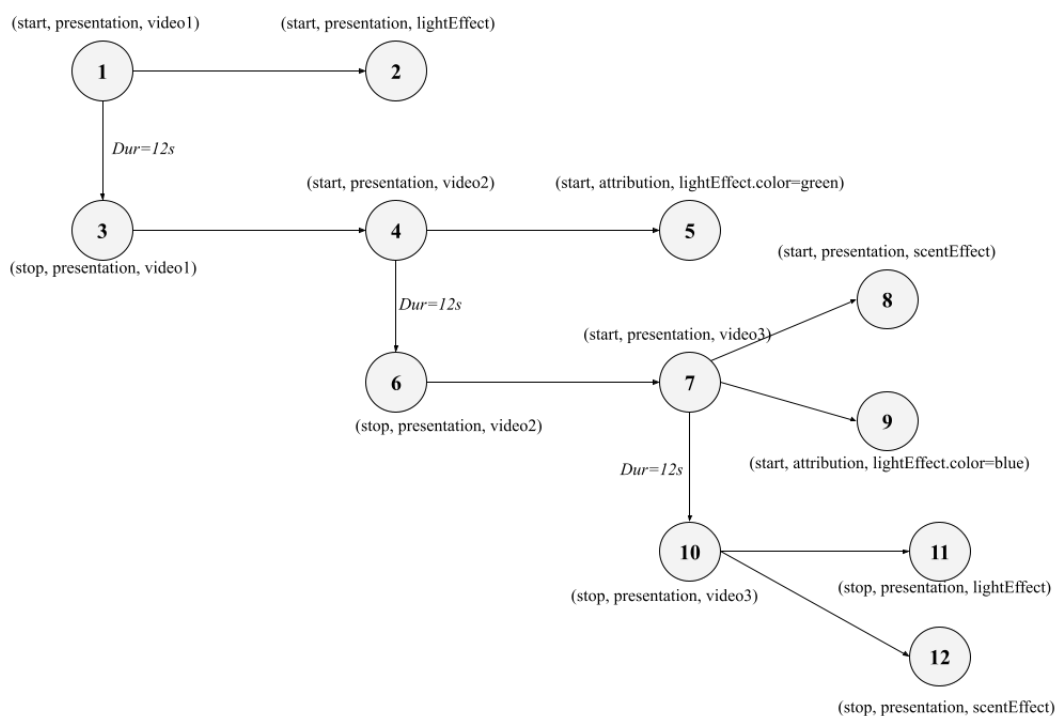 (start, presentation, video1)
(start, presentation, lightEffect)
1
2
Dur=12s
(start, presentation, video2)
(start, attribution, lightEffect.color=green)
3
4
5
(stop, presentation, video1)
(start, presentation, scentEffect)
8
Dur=12s
(start, presentation, video3)
6
7
9
(stop, presentation, video2)
(start, attribution, lightEffect.color=blue)
Dur=12s
10
11
(stop, presentation, lightEffect)
(stop, presentation, video3)
12
(stop, presentation, scentEffect)